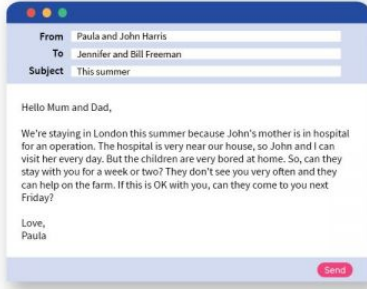 From Paula and John Harris
To Jennifer and Bill Freeman
Subject This summer
Hello Mum and Dad,
We're staying in London this summer because John's mother is in hospital
for an operation. The hospital is very near our house, so John and I can
visit her every day. But the children are very bored at home. So, can they
stay with you for a week or two? They don't see you very often and they
can help on the farm. If this is OK with you, can they come to you next
Friday?
Love,
Paula
Send